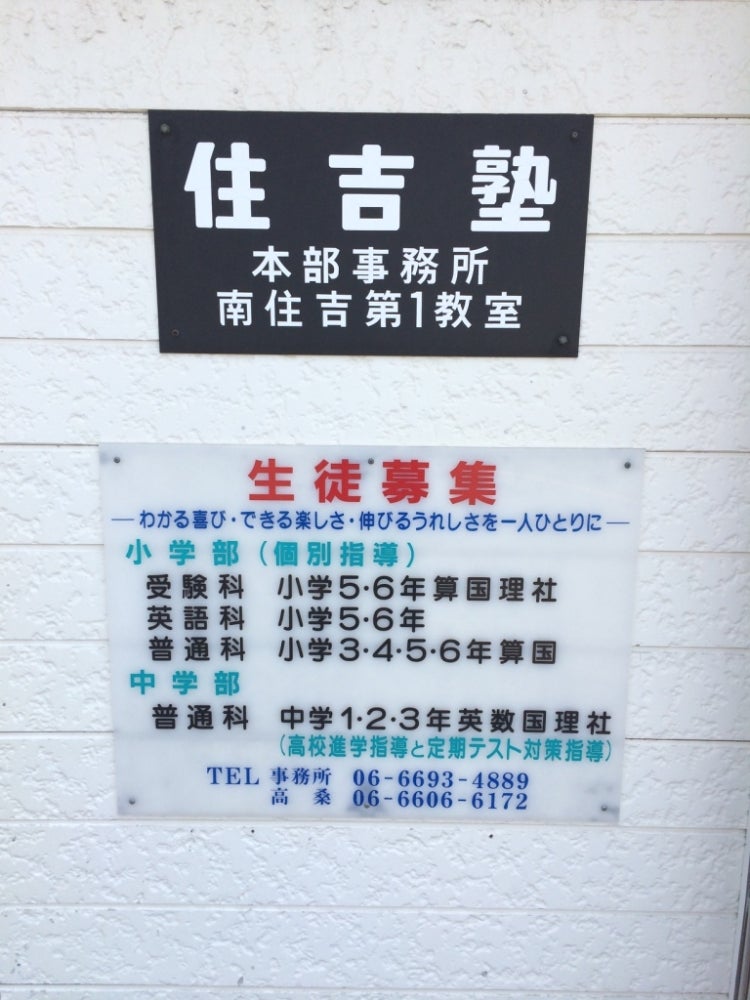 住吉塾
本部事務所
南住吉第1教室
生徒募集
―わかる喜び・できる楽しさ・伸びるうれしさを一人ひとりに―
小学部（個別指導）
受験科 小学5・6年算国理社
英語科 小学5・6年
普通科 小学3・4・5・6年算国
中学部
普通科 中学1・2・3年英数国理社
（高校進学指導と定期テスト対策指導）
TEL 事務所 06-6693-4889
高桑 06-6606-6172